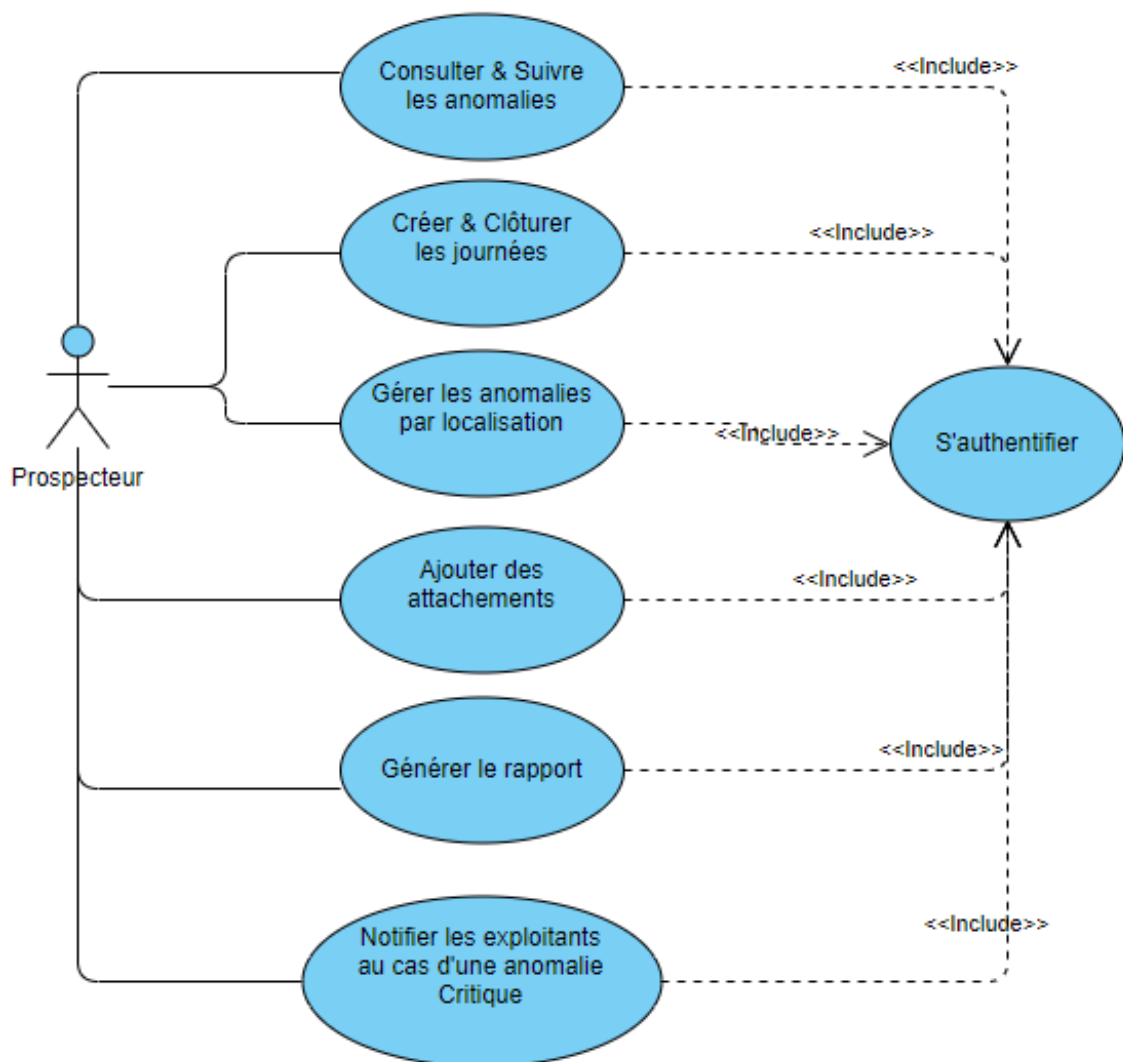 Consulter & Suivre
les anomalies
<<Include>>
Créer & Clôturer
les journées
<<Include>>
Gérer les anomalies
par localisation
<<Include>>
S'authentifier
Prospecteur
Ajouter des
attachements
<<Include>>
Générer le rapport
<<Include>>
Notifier les exploitants
au cas d'une anomalie
Critique
<<Include>>